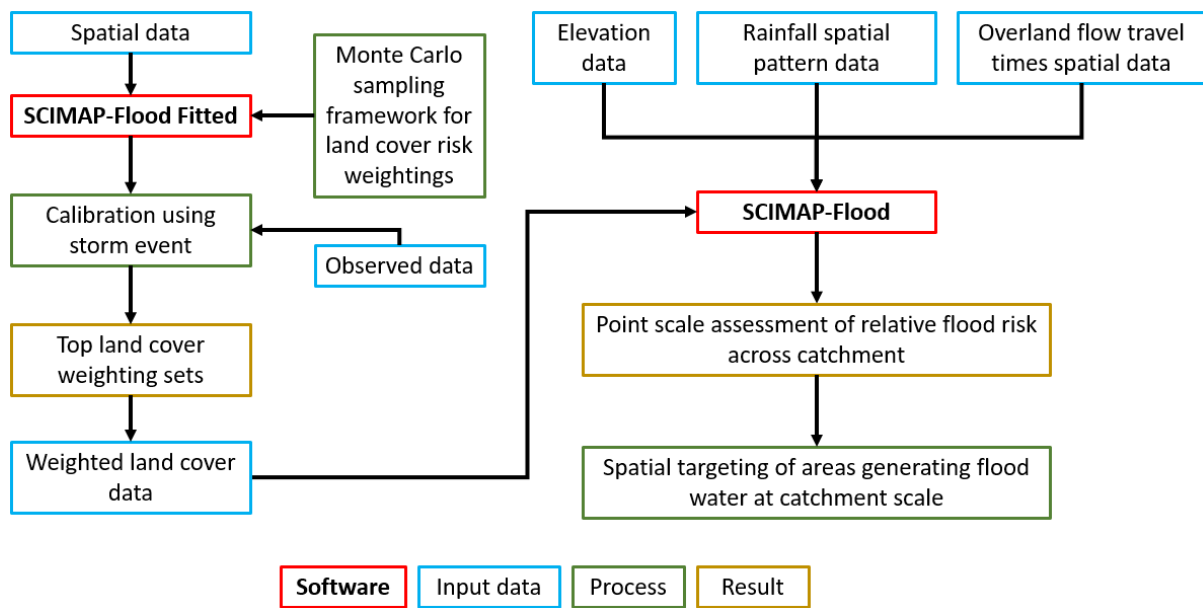 Spatial data
SCIMAP-Flood Fitted
Monte Carlo
sampling
framework for
land cover risk
weightings
Calibration using
storm event
Observed data
Top land cover
weighting sets
Weighted land cover
data
Elevation
data
Rainfall spatial
pattern data
Overland flow travel
times spatial data
SCIMAP-Flood
Point scale assessment of relative flood risk
across catchment
Spatial targeting of areas generating flood
water at catchment scale
Software
Input data
Process
Result